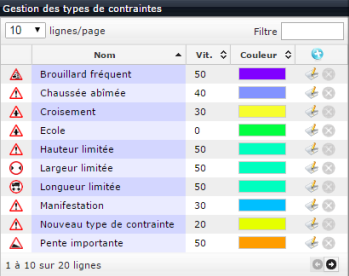 Gestion des types de contraintes
10 lignes/page Filtre
Nom Vit. Couleur
Brouillard fréquent 50
Chaussée abîmée 40
Croisement 30
Ecole 0
Hauteur limitée 50
Largeur limitée 50
Longueur limitée 50
Manifestation 30
Nouveau type de contrainte 20
Pente importante 50
1 à 10 sur 20 lignes